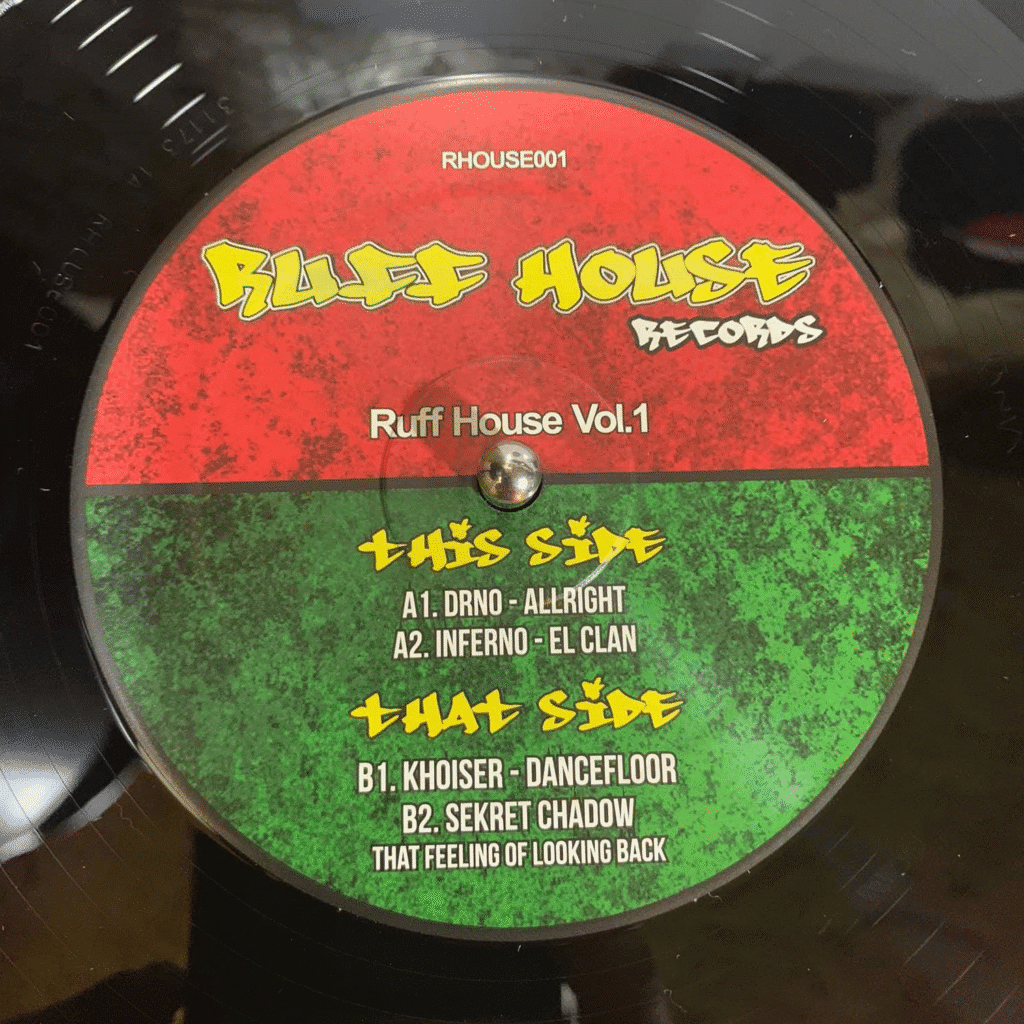 RHOUSE001
RUFF HOUSE
RECORDS
Ruff House Vol.1
THIS SIDE
A1. DRNO - ALLRIGHT
A2. INFERNO - EL CLAN
THAT SIDE
B1. KHOISER - DANCEFLOOR
B2. SEKRET CHADOW
THAT FEELING OF LOOKING BACK